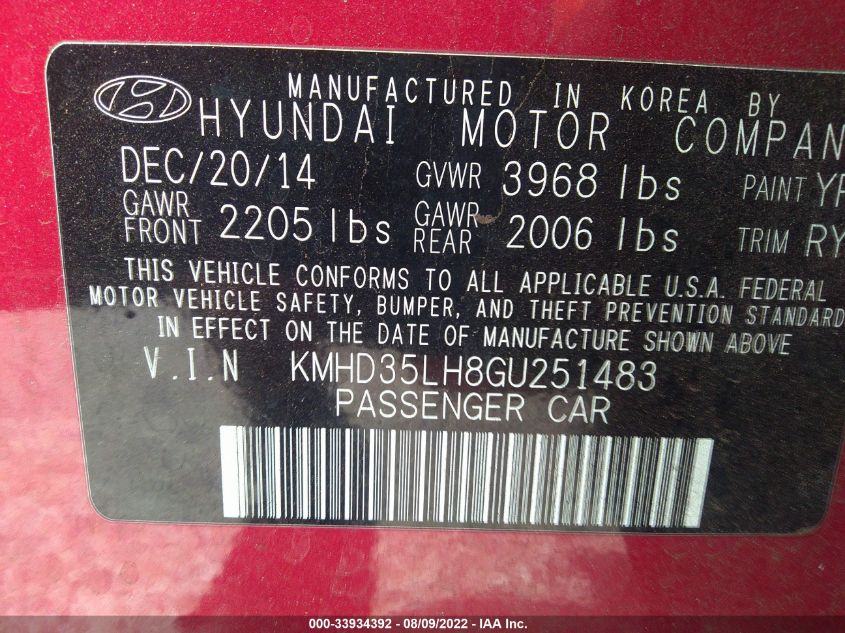 MANUFACTURED IN KOREA BY
HYUNDAI MOTOR COMPAN
DEC/20/14 GVWR 3968 lbs PAINT YP
GAWR FRONT 2205 lbs GAWR REAR 2006 lbs TRIM RY
THIS VEHICLE CONFORMS TO ALL APPLICABLE U.S.A. FEDERAL
MOTOR VEHICLE SAFETY, BUMPER, AND THEFT PREVENTION STANDARD
IN EFFECT ON THE DATE OF MANUFACTURE SHOWN ABOVE
V.I.N KMHD35LH8GU251483
PASSENGER CAR
000-33934392 - 08/09/2022 - IAA Inc.